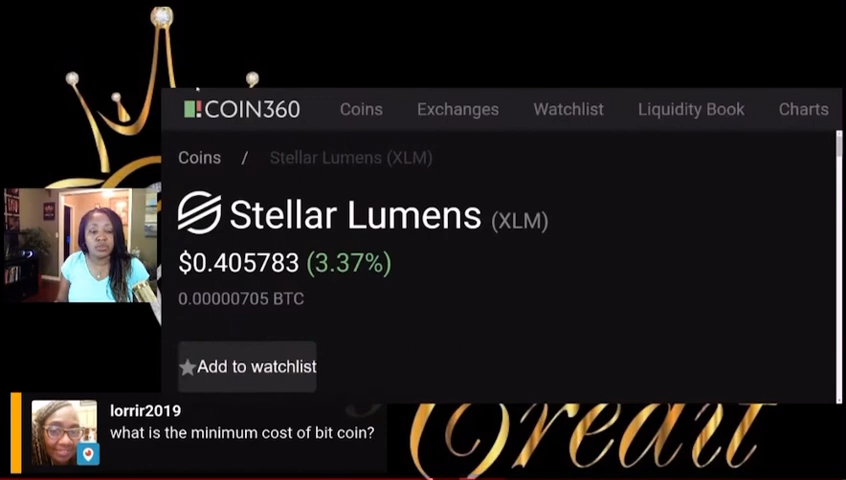 COIN360 Coins Exchanges Watchlist Liquidity Book Charts
Coins / Stellar Lumens (XLM)
Stellar Lumens (XLM)
$0.405783 (3.37%)
0.00000705 BTC
Add to watchlist
lorrir2019
what is the minimum cost of bit coin?
Credit